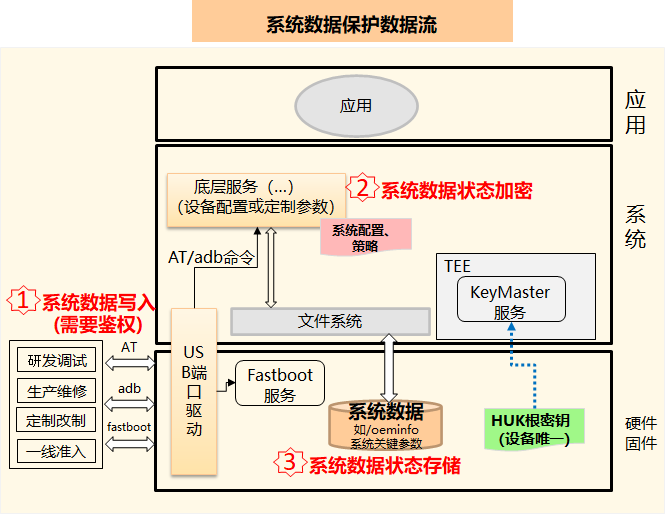 系统数据保护数据流
应用
应
用
底层服务（...）
（设备配置或定制参数）
2
系统数据状态加密
系统配置、
策略
系
统
AT/adb命令
TEE
KeyMaster
服务
1
系统数据写入
(需要鉴权)
文件系统
研发调试
生产维修
定制改制
一线准入
AT
adb
fastboot
US
B端
口
驱
动
Fastboot
服务
系统数据
如/oeminfo
系统关键参数
HUK根密钥
（设备唯一）
硬件
固件
3
系统数据状态存储